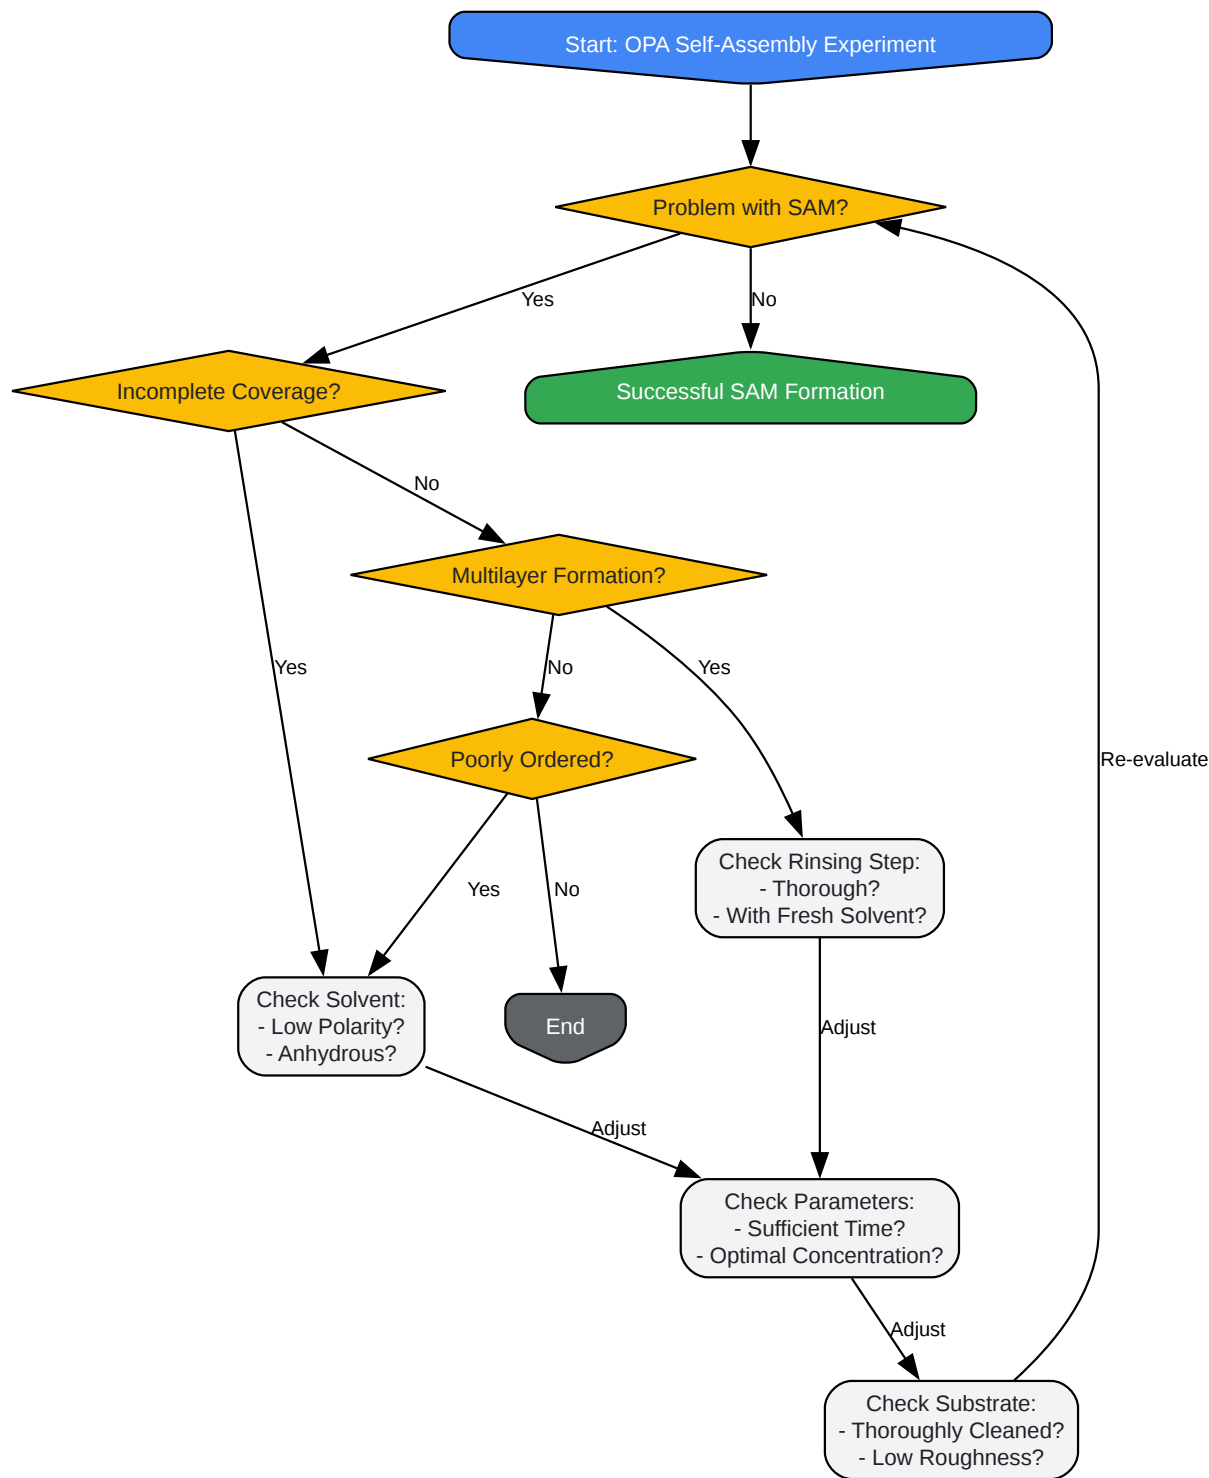 Start: OPA Self-Assembly Experiment
Problem with SAM?
Yes
No
Incomplete Coverage?
Successful SAM Formation
No
Multilayer Formation?
Yes
No
Yes
Poorly Ordered?
Re-evaluate
Check Rinsing Step:
- Thorough?
- With Fresh Solvent?
Yes
No
Check Solvent:
- Low Polarity?
- Anhydrous?
End
Adjust
Adjust
Check Parameters:
- Sufficient Time?
- Optimal Concentration?
Adjust
Check Substrate:
- Thoroughly Cleaned?
- Low Roughness?